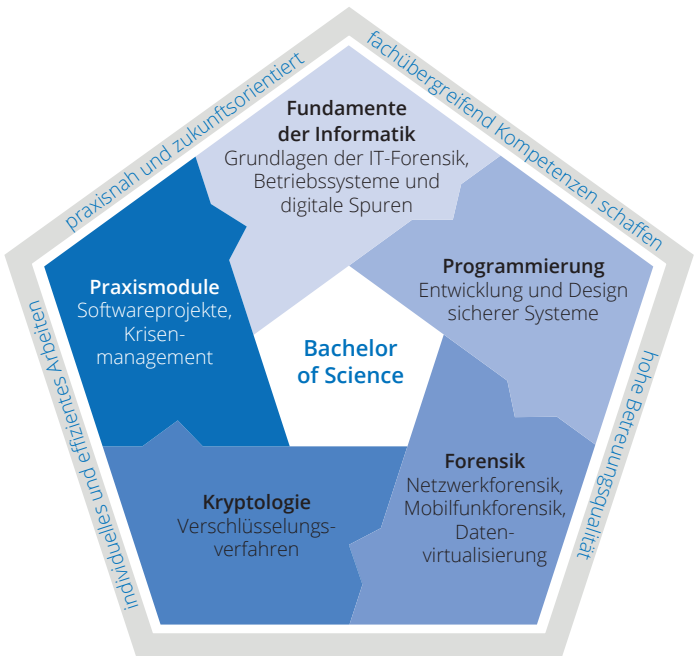 praxisnah und zukunftsorientiert
fachübergreifend Kompetenzen schaffen
Fundamente
der Informatik
Grundlagen der IT-Forensik,
Betriebssysteme und
digitale Spuren
Programmierung
Entwicklung und Design
sicherer Systeme
Praxismodule
Softwareprojekte,
Krisen-
management
Bachelor
of Science
Forensik
Netzwerkforensik,
Mobilfunkforensik,
Daten-
virtualisierung
Kryptologie
Verschlüsselungs-
verfahren
individuelles und effizientes Arbeiten
hohe Betreuungsqualität